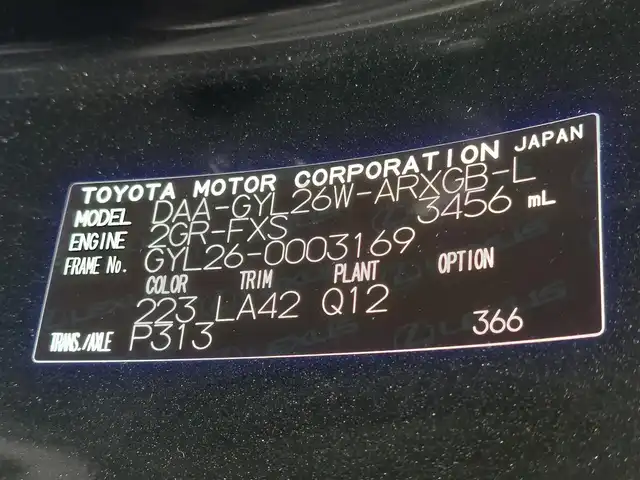 TOYOTA MOTOR CORPORATION JAPAN
MODEL DAA-GYL26W-ARXGB-L
ENGINE 2GR-FXS 3456 mL
FRAME No. GYL26-0003169
COLOR TRIM PLANT OPTION
223 LA42 Q12
TRANS./AXLE P313 366